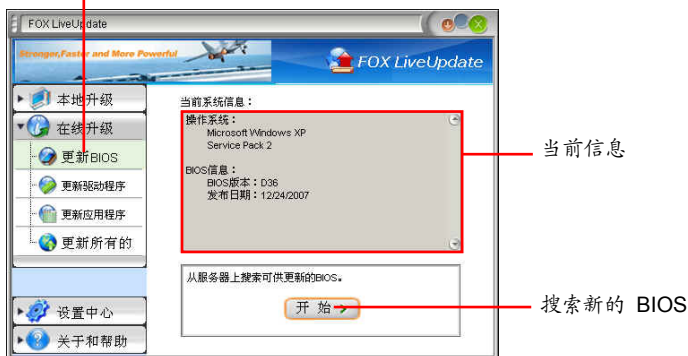 FOX LiveUpdate
Stronger,Faster and More Powerful
FOX LiveUpdate
本地升级
在线升级
更新BIOS
更新驱动程序
更新应用程序
更新所有的
设置中心
关于和帮助
当前系统信息：
操作系统：
Microsoft Windows XP
Service Pack 2
BIOS信息：
BIOS版本：D36
发布日期：12/24/2007
从服务器上搜索可供更新的BIOS。
开 始
当前信息
搜索新的 BIOS